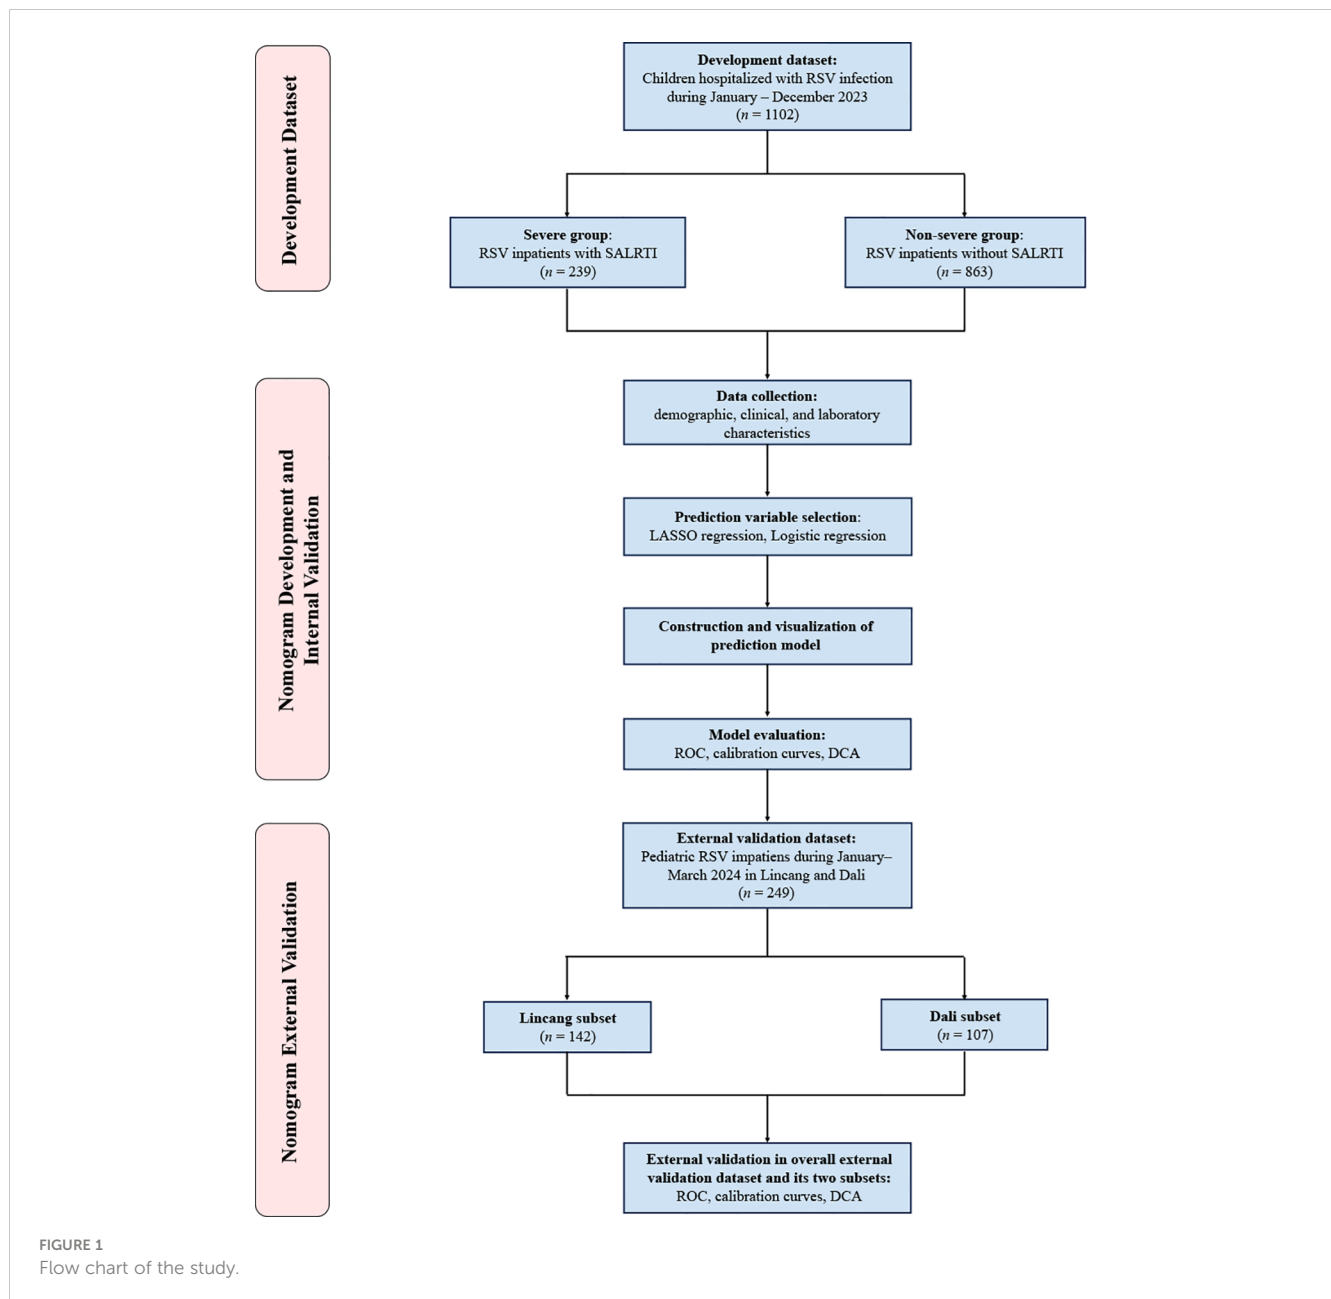 Development Dataset
Development dataset:
Children hospitalized with RSV infection
during January – December 2023
(n = 1102)
Severe group:
RSV inpatients with SALRTI
(n = 239)
Non-severe group:
RSV inpatients without SALRTI
(n = 863)
Nomogram Development and
Internal Validation
Data collection:
demographic, clinical, and laboratory
characteristics
Prediction variable selection:
LASSO regression, Logistic regression
Construction and visualization of
prediction model
Model evaluation:
ROC, calibration curves, DCA
Nomogram External Validation
External validation dataset:
Pediatric RSV impatiens during January–
March 2024 in Lincang and Dali
(n = 249)
Lincang subset
(n = 142)
Dali subset
(n = 107)
External validation in overall external
validation dataset and its two subsets:
ROC, calibration curves, DCA
FIGURE 1
Flow chart of the study.